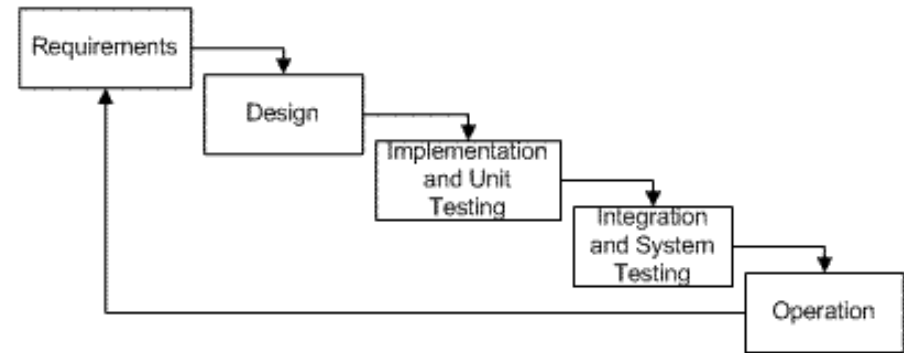 Requirements
Design
Implementation
and Unit
Testing
Integration
and System
Testing
Operation